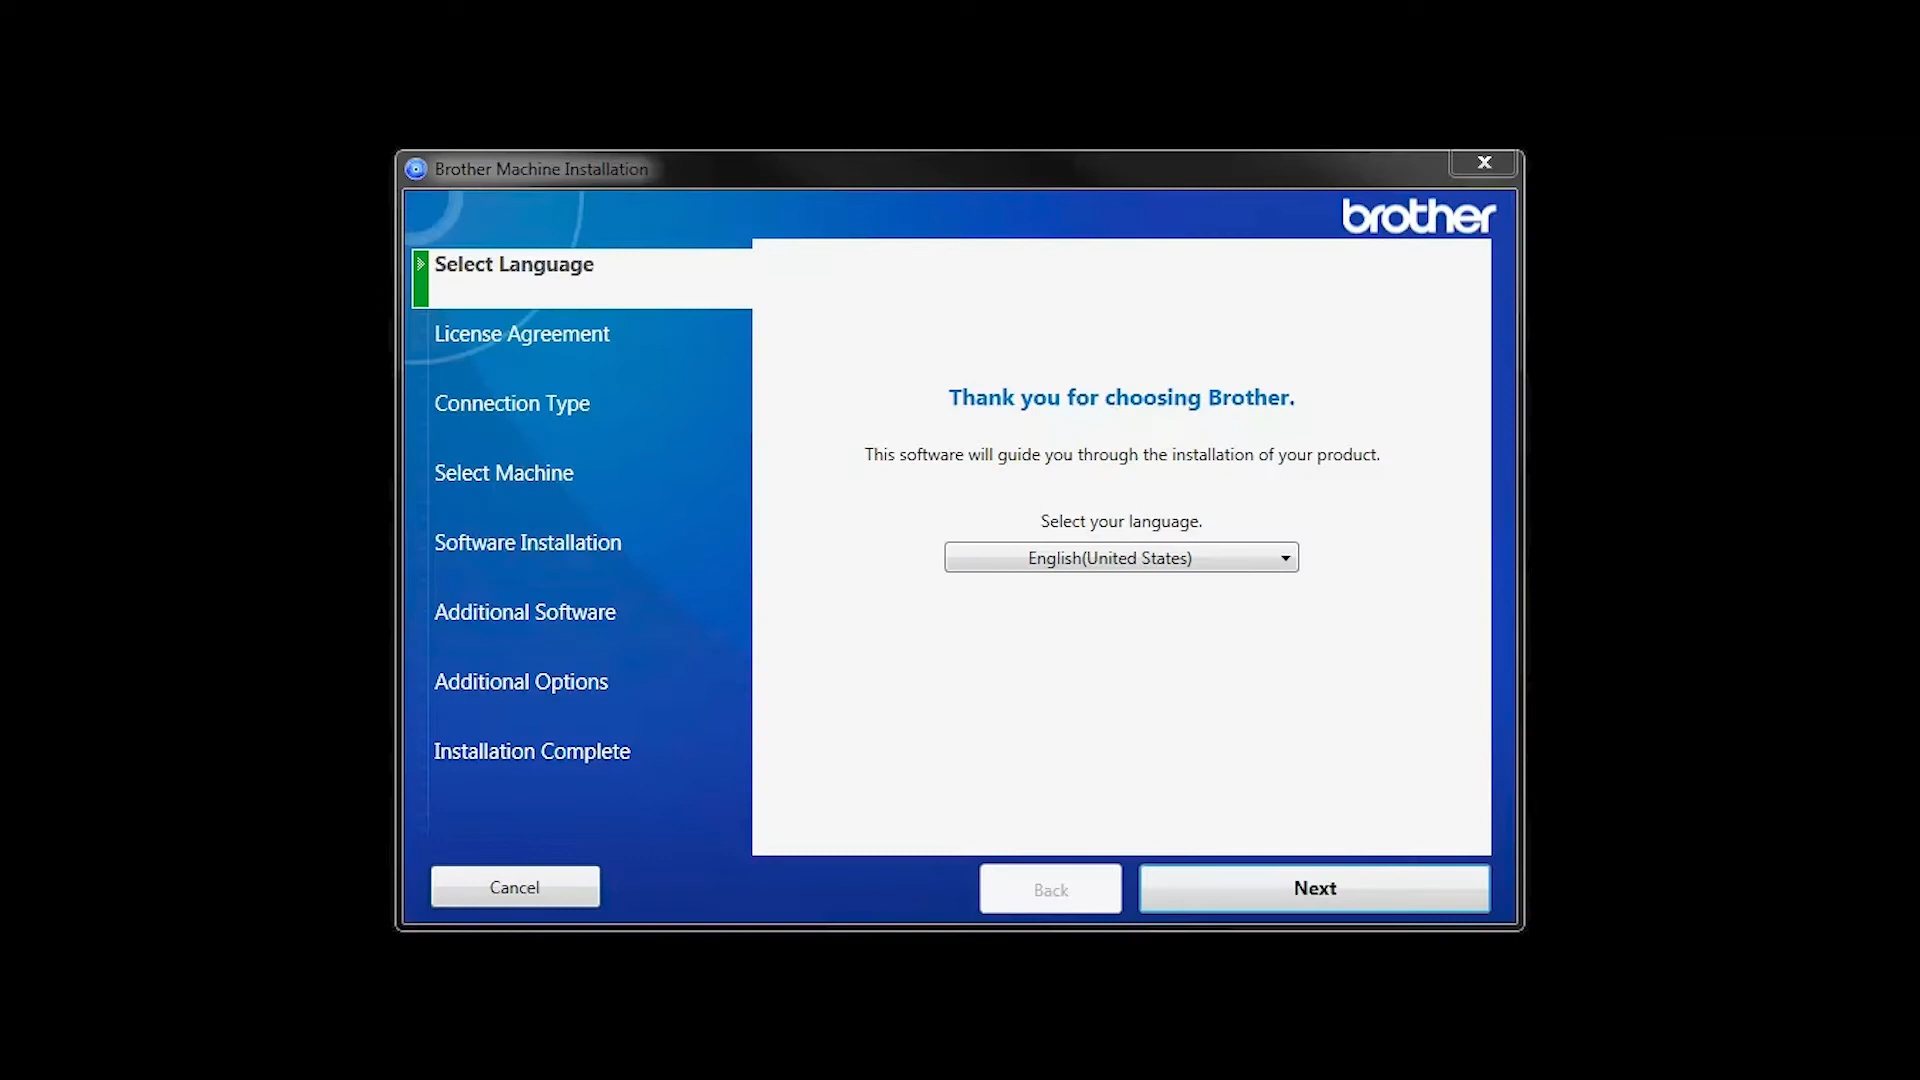 Brother Machine Installation
X
brother
Select Language
License Agreement
Connection Type
Select Machine
Software Installation
Additional Software
Additional Options
Installation Complete
Thank you for choosing Brother.
This software will guide you through the installation of your product.
Select your language.
English(United States)
Cancel
Back
Next